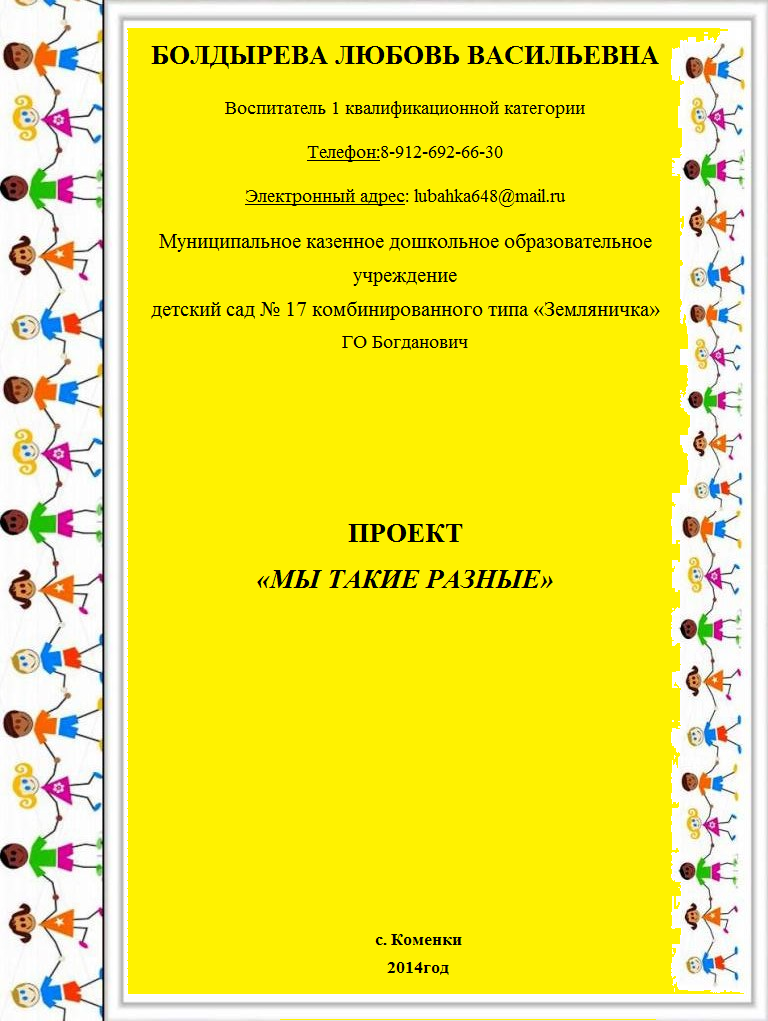 БОЛДЫРЕВА ЛЮБОВЬ ВАСИЛЬЕВНА
Воспитатель 1 квалификационной категории
Телефон:8-912-692-66-30
Электронный адрес: lubahka648@mail.ru
Муниципальное казенное дошкольное образовательное
учреждение
детский сад № 17 комбинированного типа «Земляничка»
ГО Богданович
ПРОЕКТ
«МЫ ТАКИЕ РАЗНЫЕ»
с. Коменки
2014год